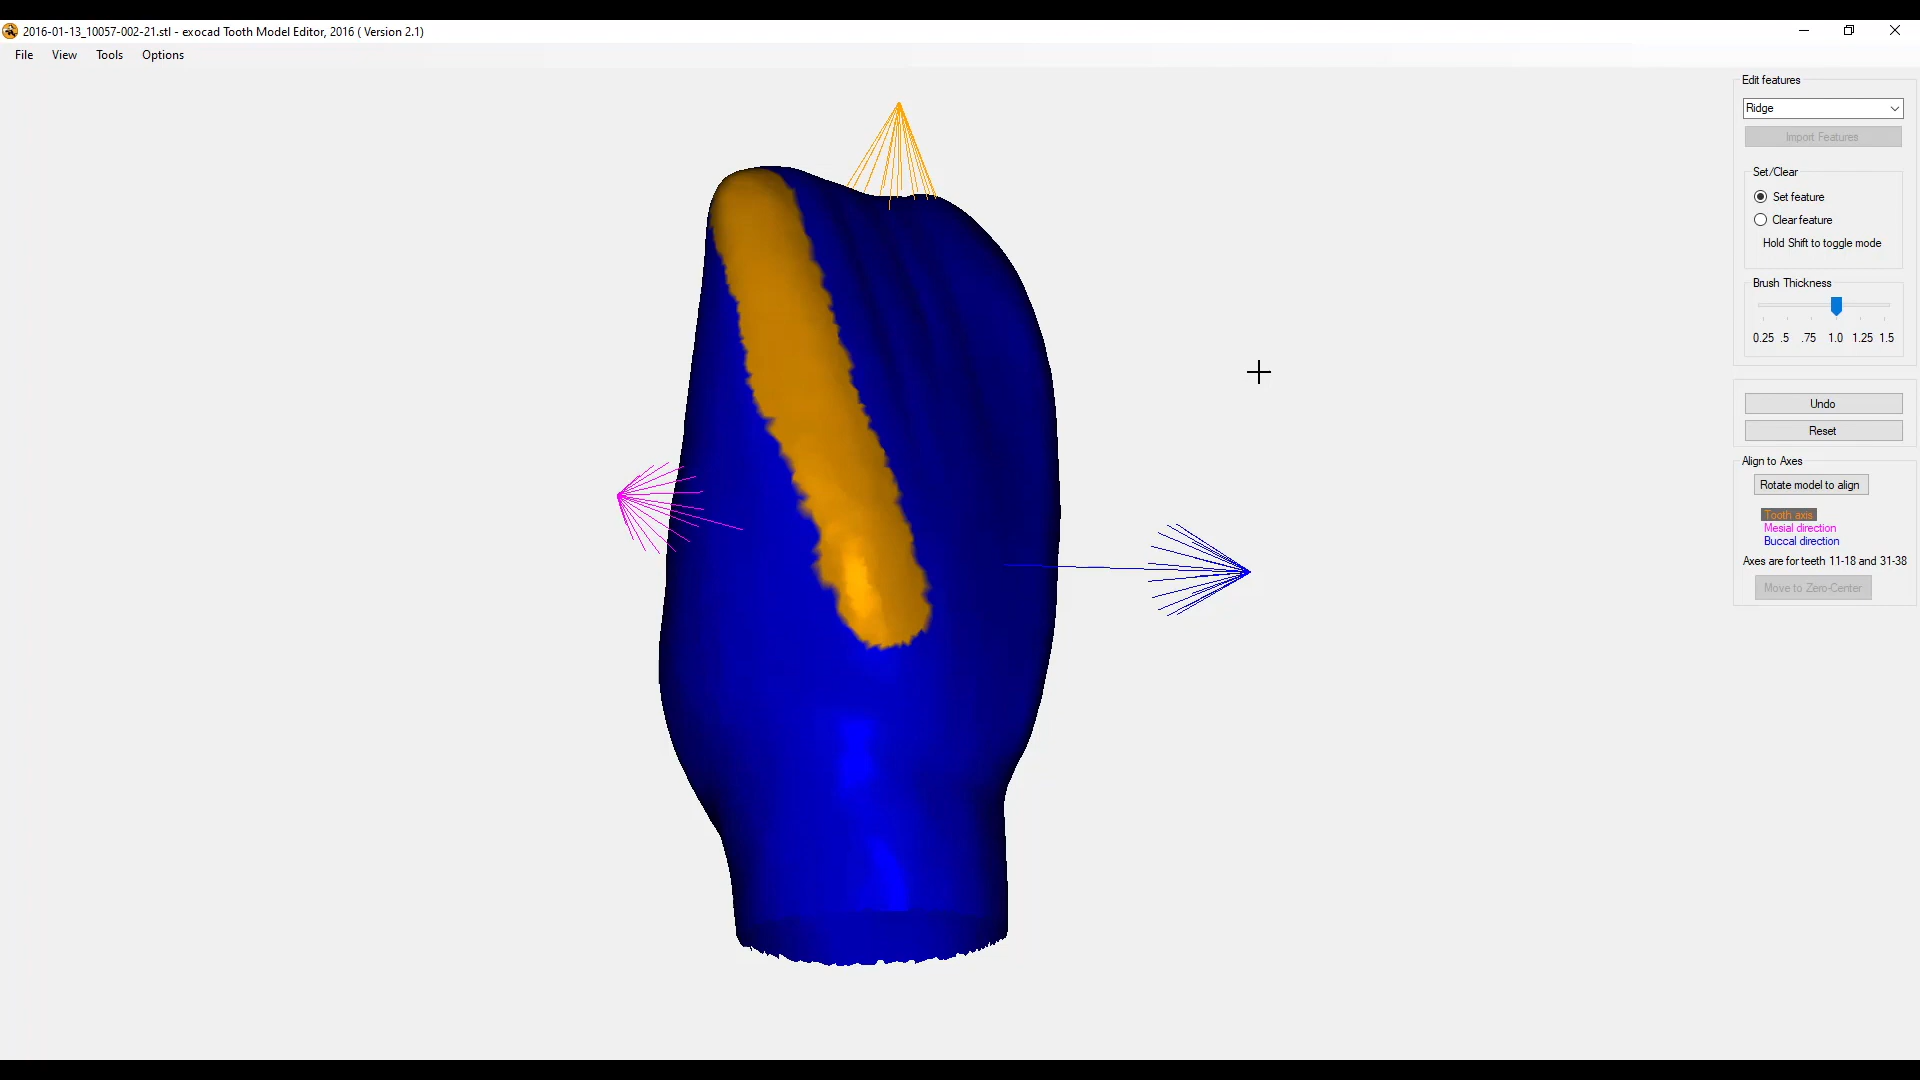 2016-01-13_10057-002-21.stl - exocad Tooth Model Editor, 2016 ( Version 2.1)
File View Tools Options
Edit features
Ridge
Import Features
Set/Clear
Set feature
Clear feature
Hold Shift to toggle mode
Brush Thickness
0.25 .5 .75 1.0 1.25 1.5
Undo
Reset
Align to Axes
Rotate model to align
Tooth axis
Mesial direction
Buccal direction
Axes are for teeth 11-18 and 31-38
Move to Zero-Center